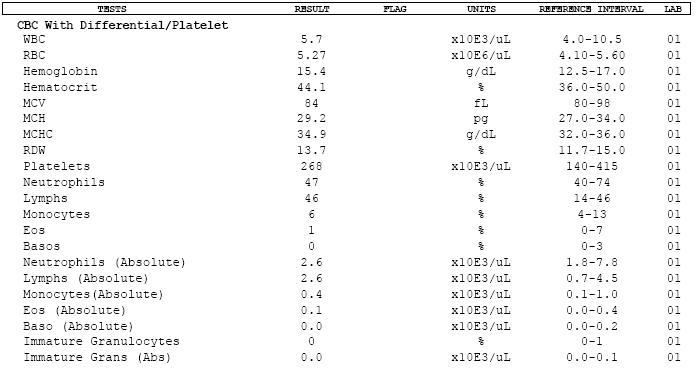 TESTS RESULT FLAG UNITS REFERENCE INTERVAL LAB
CBC With Differential/Platelet
WBC 5.7 x10E3/uL 4.0-10.5 01
RBC 5.27 x10E6/uL 4.10-5.60 01
Hemoglobin 15.4 g/dL 12.5-17.0 01
Hematocrit 44.1 % 36.0-50.0 01
MCV 84 fL 80-98 01
MCH 29.2 pg 27.0-34.0 01
MCHC 34.9 g/dL 32.0-36.0 01
RDW 13.7 % 11.7-15.0 01
Platelets 268 x10E3/uL 140-415 01
Neutrophils 47 % 40-74 01
Lymphs 46 % 14-46 01
Monocytes 6 % 4-13 01
Eos 1 % 0-7 01
Basos 0 % 0-3 01
Neutrophils (Absolute) 2.6 x10E3/uL 1.8-7.8 01
Lymphs (Absolute) 2.6 x10E3/uL 0.7-4.5 01
Monocytes(Absolute) 0.4 x10E3/uL 0.1-1.0 01
Eos (Absolute) 0.1 x10E3/uL 0.0-0.4 01
Baso (Absolute) 0.0 x10E3/uL 0.0-0.2 01
Immature Granulocytes 0 % 0-1 01
Immature Grans (Abs) 0.0 x10E3/uL 0.0-0.1 01